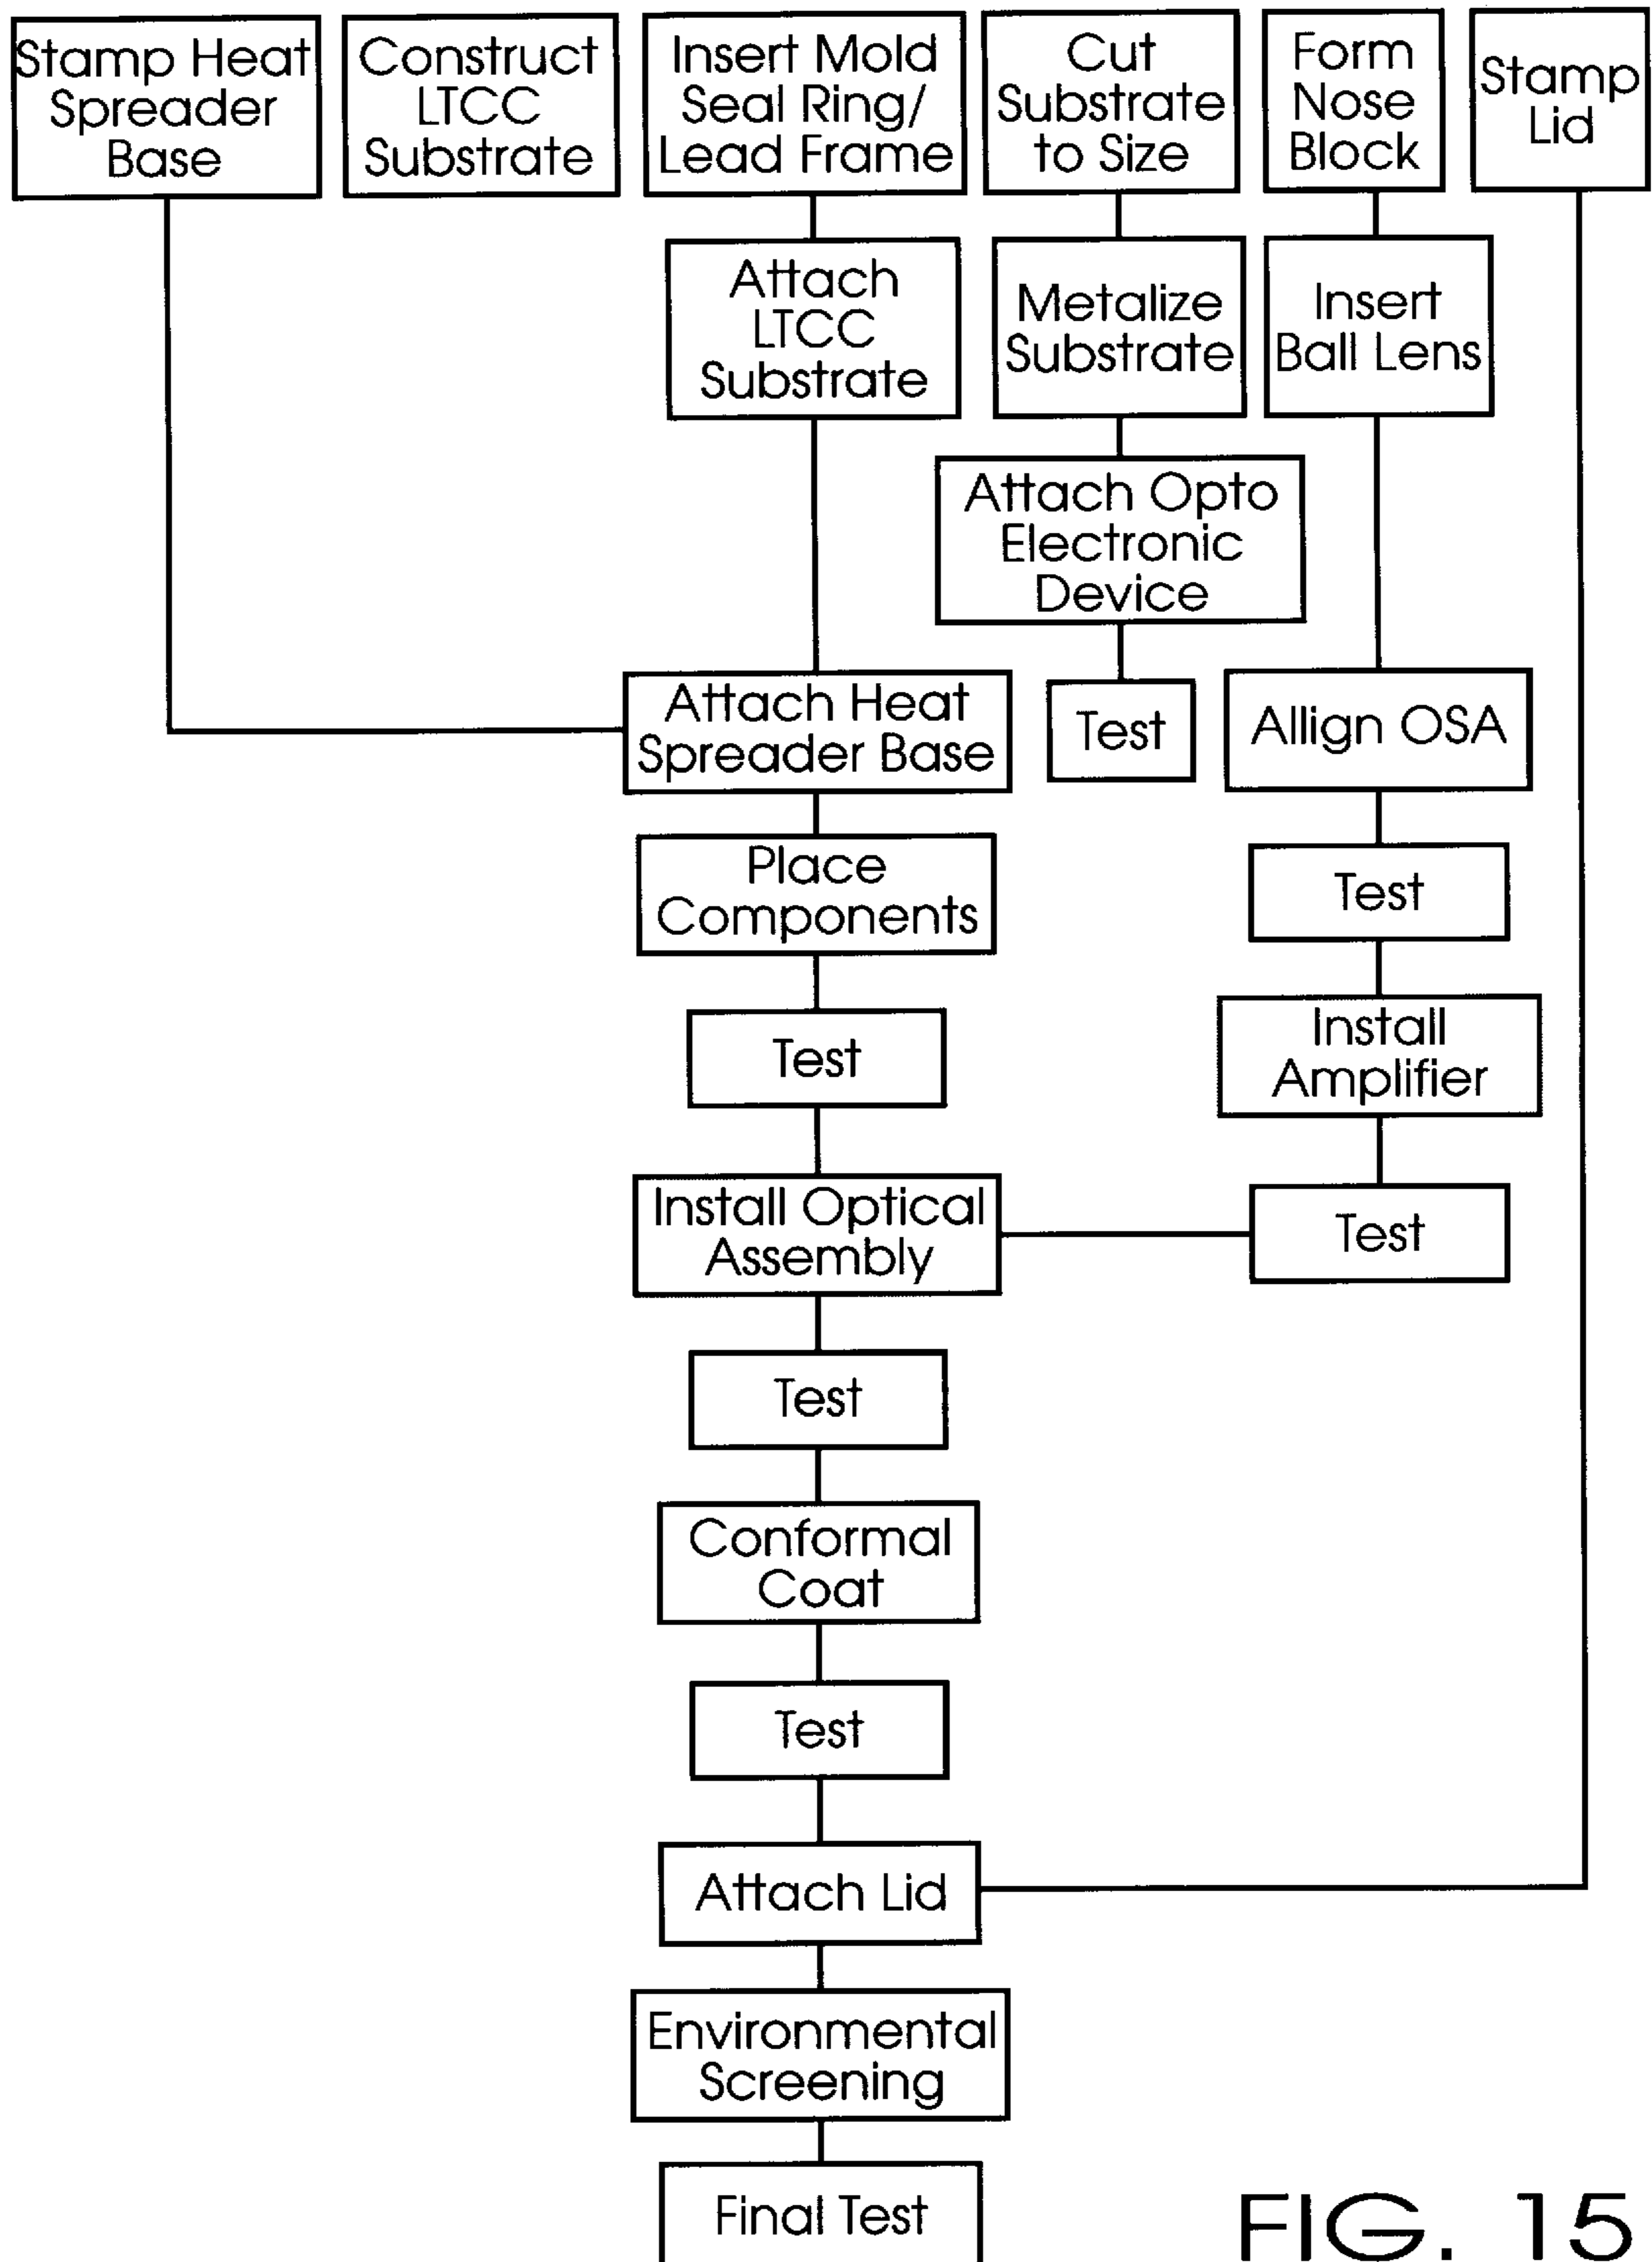 Stamp Heat
Spreader
Base
Construct
LTCC
Substrate
Insert Mold
Seal Ring/
Lead Frame
Cut
Substrate
to Size
Form
Nose
Block
Stamp
Lid
Attach
LTCC
Substrate
Metalize
Substrate
Insert
Ball Lens
Attach Opto
Electronic
Device
Attach Heat
Spreader Base
Test
Allign OSA
Place
Components
Test
Test
Install
Amplifier
Install Optical
Assembly
Test
Test
Conformal
Coat
Test
Attach Lid
Environmental
Screening
Final Test
FIG. 15